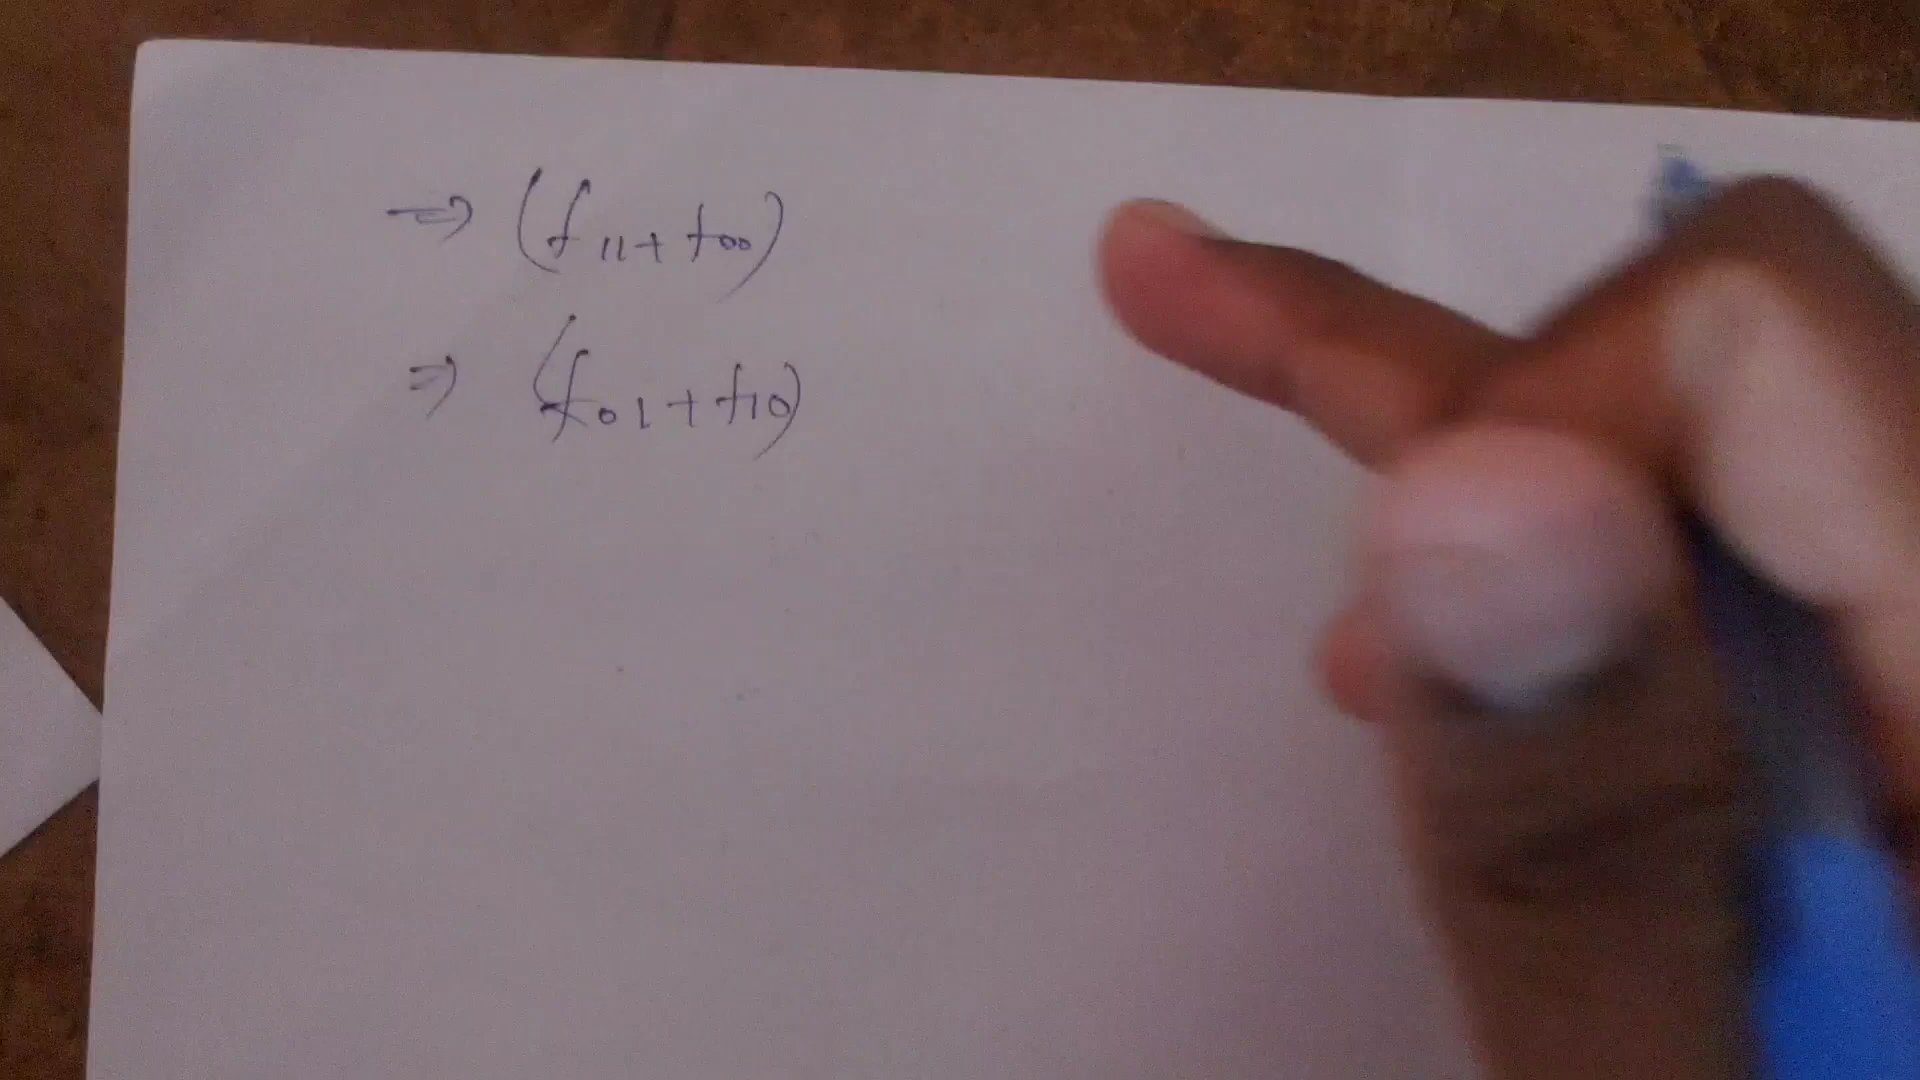 ⇒ (f11 + f00)
⇒ (f01 + f10)